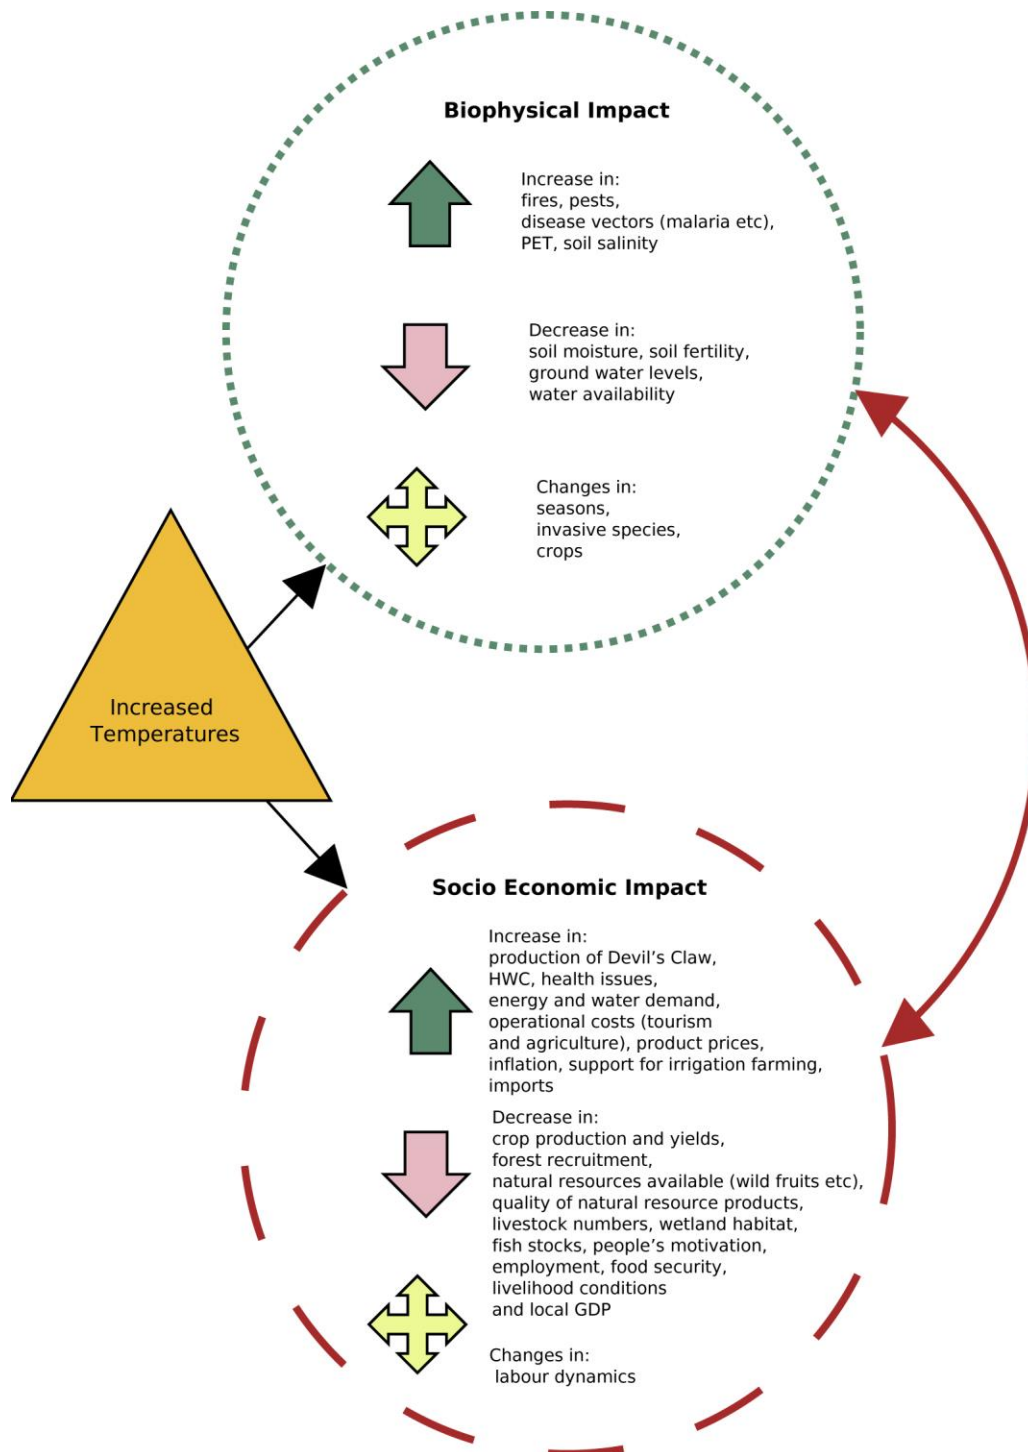 Biophysical Impact
Increase in:
fires, pests,
disease vectors (malaria etc),
PET, soil salinity
Decrease in:
soil moisture, soil fertility,
ground water levels,
water availability
Changes in:
seasons,
invasive species,
crops
Increased
Temperatures
Socio Economic Impact
Increase in:
production of Devil’s Claw,
HWC, health issues,
energy and water demand,
operational costs (tourism
and agriculture), product prices,
inflation, support for irrigation farming,
imports
Decrease in:
crop production and yields,
forest recruitment,
natural resources available (wild fruits etc),
quality of natural resource products,
livestock numbers, wetland habitat,
fish stocks, people’s motivation,
employment, food security,
livelihood conditions
and local GDP
Changes in:
labour dynamics